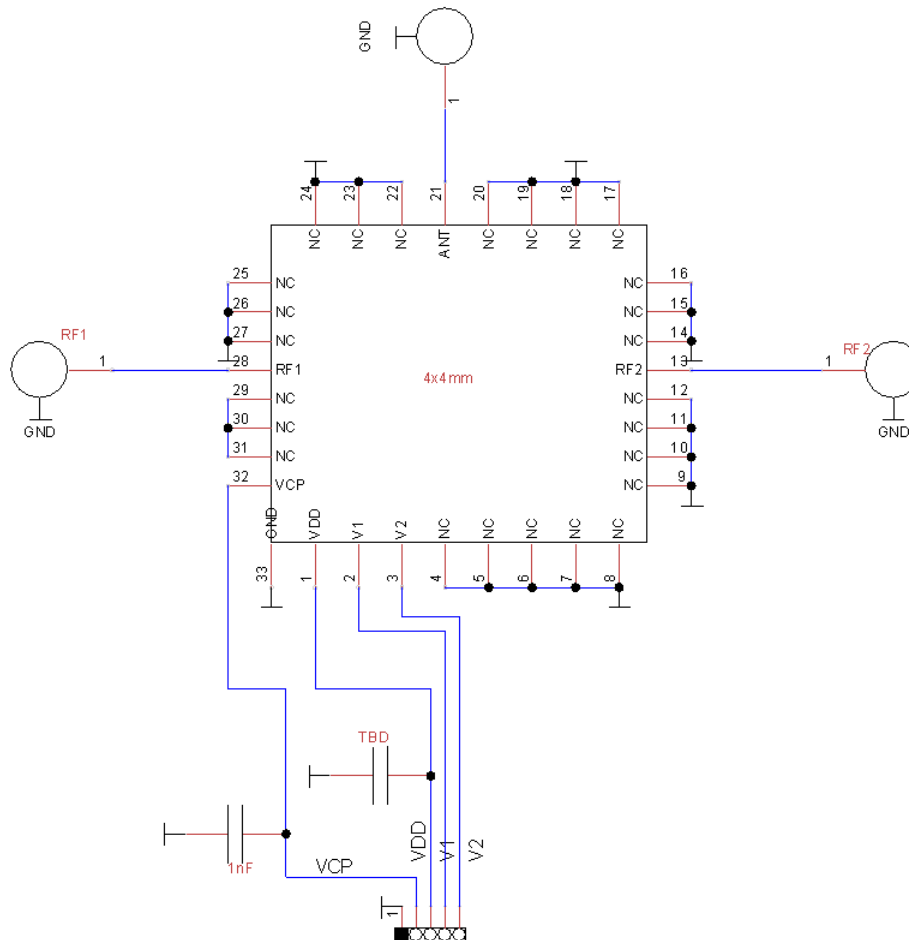 GND
1
24 23 22 21 20 19 18 17
NC NC NC ANT NC NC NC NC
25 NC NC 16
26 NC NC 15
27 NC NC 14
RF1 1 28 RF1 4x4mm RF2 13 1 RF2
29 NC NC 12
GND 30 NC NC 11 GND
31 NC NC 10
32 VCP NC 9
GND VDD V1 V2 NC NC NC NC NC
33 1 2 3 4 5 6 7 8
TBD
1nF
VCP VDD V1 V2
1